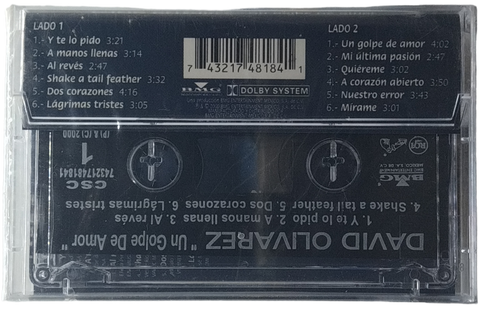 LADO 1
1.- Y te lo pido 3:21
2.- A manos llenas 3:14
3.- Al revés 2:47
4.- Shake a tail feather 3:32
5.- Dos corazones 4:16
6.- Lágrimas tristes 3:05
7 43217 48184 1
BMG DOLBY SYSTEM
LADO 2
1.- Un golpe de amor 4:02
2.- Mi última pasión 2:47
3.- Quiéreme 3:02
4.- A corazón abierto 3:50
5.- Nuestro error 3:43
6.- Mírame 3:01
DAVID OLIVAREZ " Un Golpe De Amor "
1. Y te lo pido 2. A manos llenas 3. Al evés
4. Shake a tail feather 5. Dos corazones 6. Lágrimas tristes
BMG
CSC
743217481841
1
(P) & (C) 2000